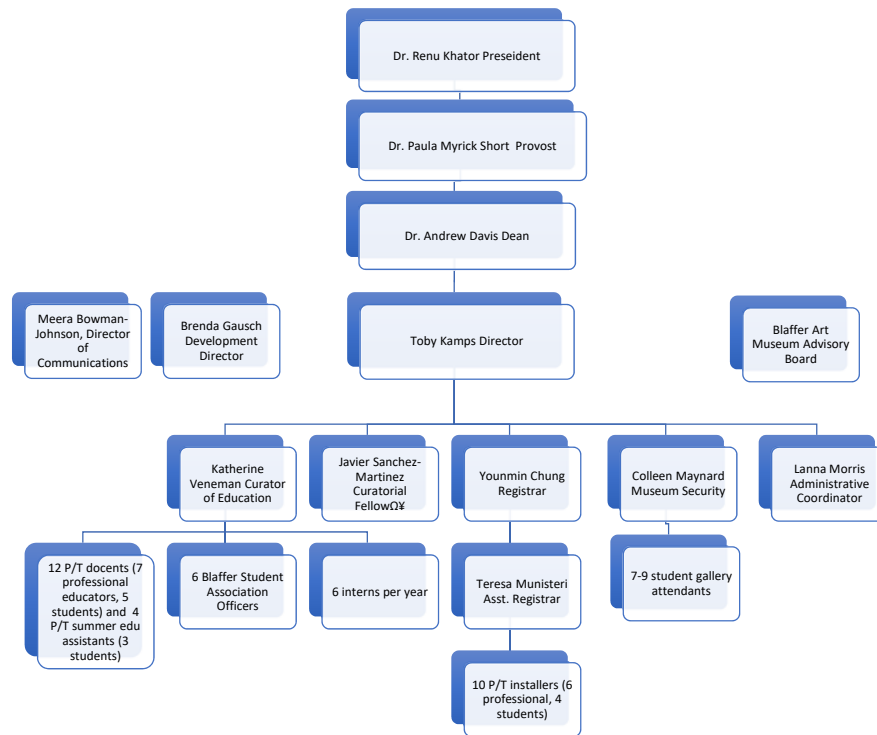 Dr. Renu Khator Preseident
Dr. Paula Myrick Short  Provost
Dr. Andrew Davis Dean
Meera Bowman-
Johnson, Director
of
Communications
Brenda Gausch
Development
Director
Toby Kamps Director
Blaffer Art
Museum Advisory
Board
Katherine
Veneman Curator
of Education
Javier Sanchez-
Martinez
Curatorial
FellowΩ¥
Younmin Chung
Registrar
Colleen Maynard
Museum Security
Lanna Morris
Administrative
Coordinator
12 P/T docents (7
professional
educators, 5
students) and  4
P/T summer edu
assistants (3
students)
6 Blaffer Student
Association
Officers
6 interns per year
Teresa Munisteri
Asst. Registrar
7-9 student gallery
attendants
10 P/T installers (6
professional, 4
students)